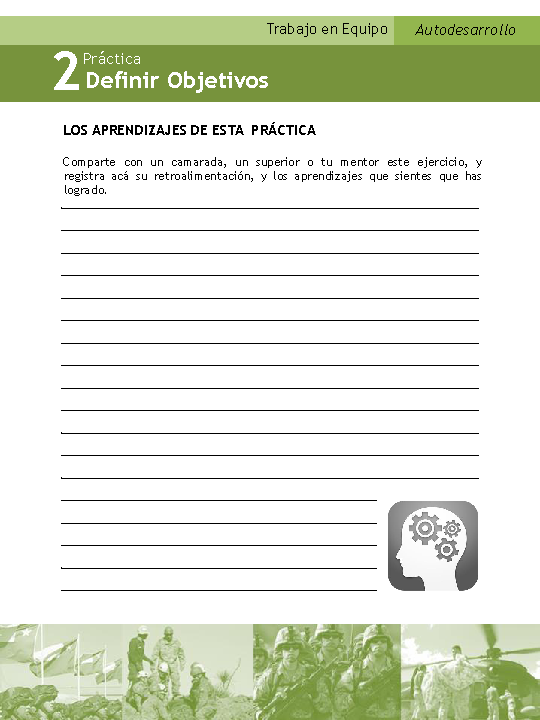 Trabajo en Equipo
Autodesarrollo
2
Práctica
Definir Objetivos
LOS APRENDIZAJES DE ESTA PRÁCTICA
Comparte con un camarada, un superior o tu mentor este ejercicio, y
registra acá su retroalimentación, y los aprendizajes que sientes que has
logrado.